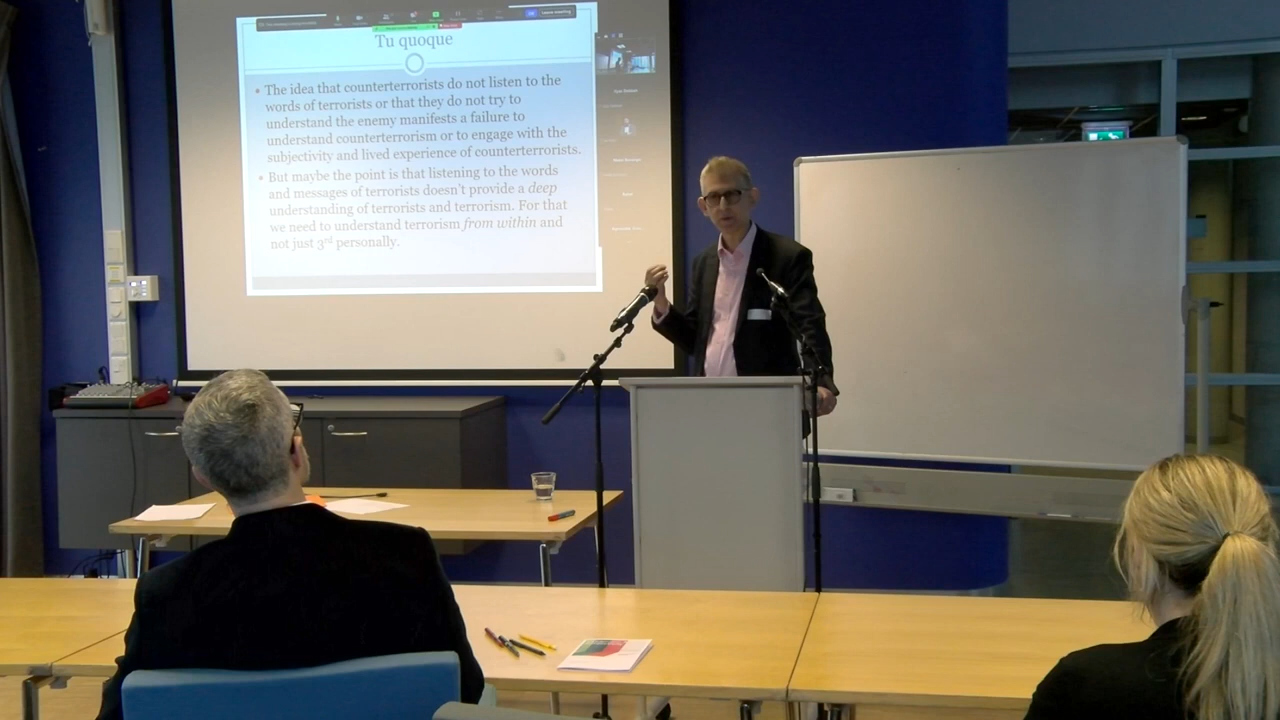 Tu quoque
• The idea that counterterrorists do not listen to the
words of terrorists or that they do not try to
understand the enemy manifests a failure to
understand counterterrorism or to engage with the
subjectivity and lived experience of counterterrorists.
• But maybe the point is that listening to the words
and messages of terrorists doesn't provide a deep
understanding of terrorists and terrorism. For that
we need to understand terrorism from within and
not just 3rd personally.